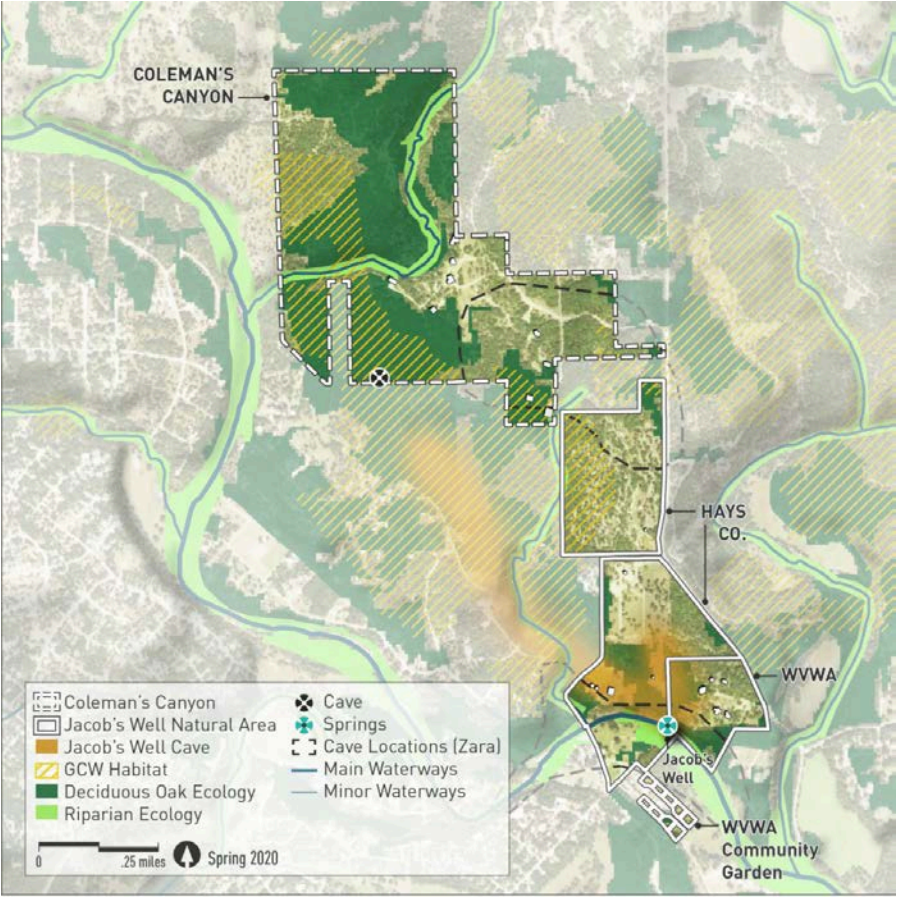 COLEMAN'S
CANYON
HAYS
CO.
WVWA
Jacob's
Well
WVWA
Community
Garden
Coleman's Canyon
Jacob's Well Natural Area
Jacob's Well Cave
GCW Habitat
Deciduous Oak Ecology
Riparian Ecology
Cave
Springs
Cave Locations (Zara)
Main Waterways
Minor Waterways
0 .25 miles Spring 2020